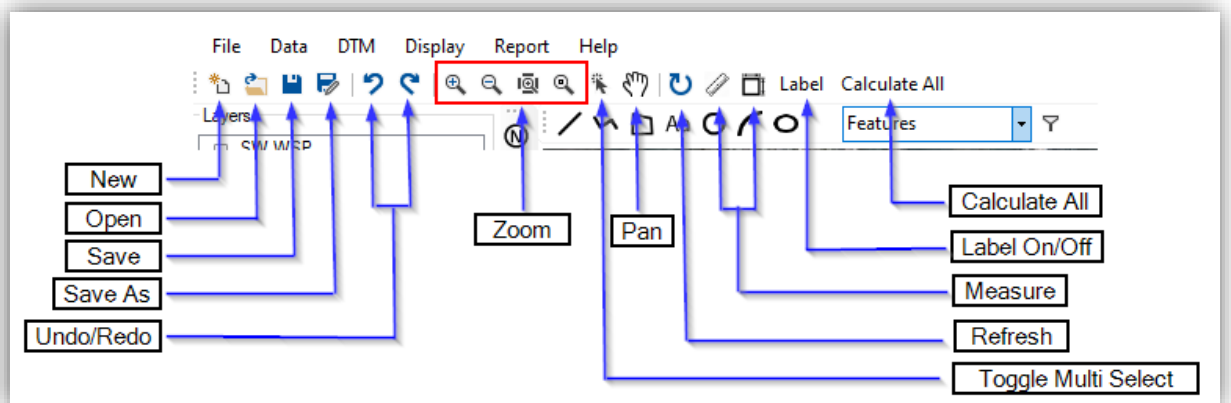 File Data DTM Display Report Help
Label Calculate All
Layers
SW WSP
N
Aa
Features
New
Open
Save
Save As
Undo/Redo
Zoom
Pan
Calculate All
Label On/Off
Measure
Refresh
Toggle Multi Select